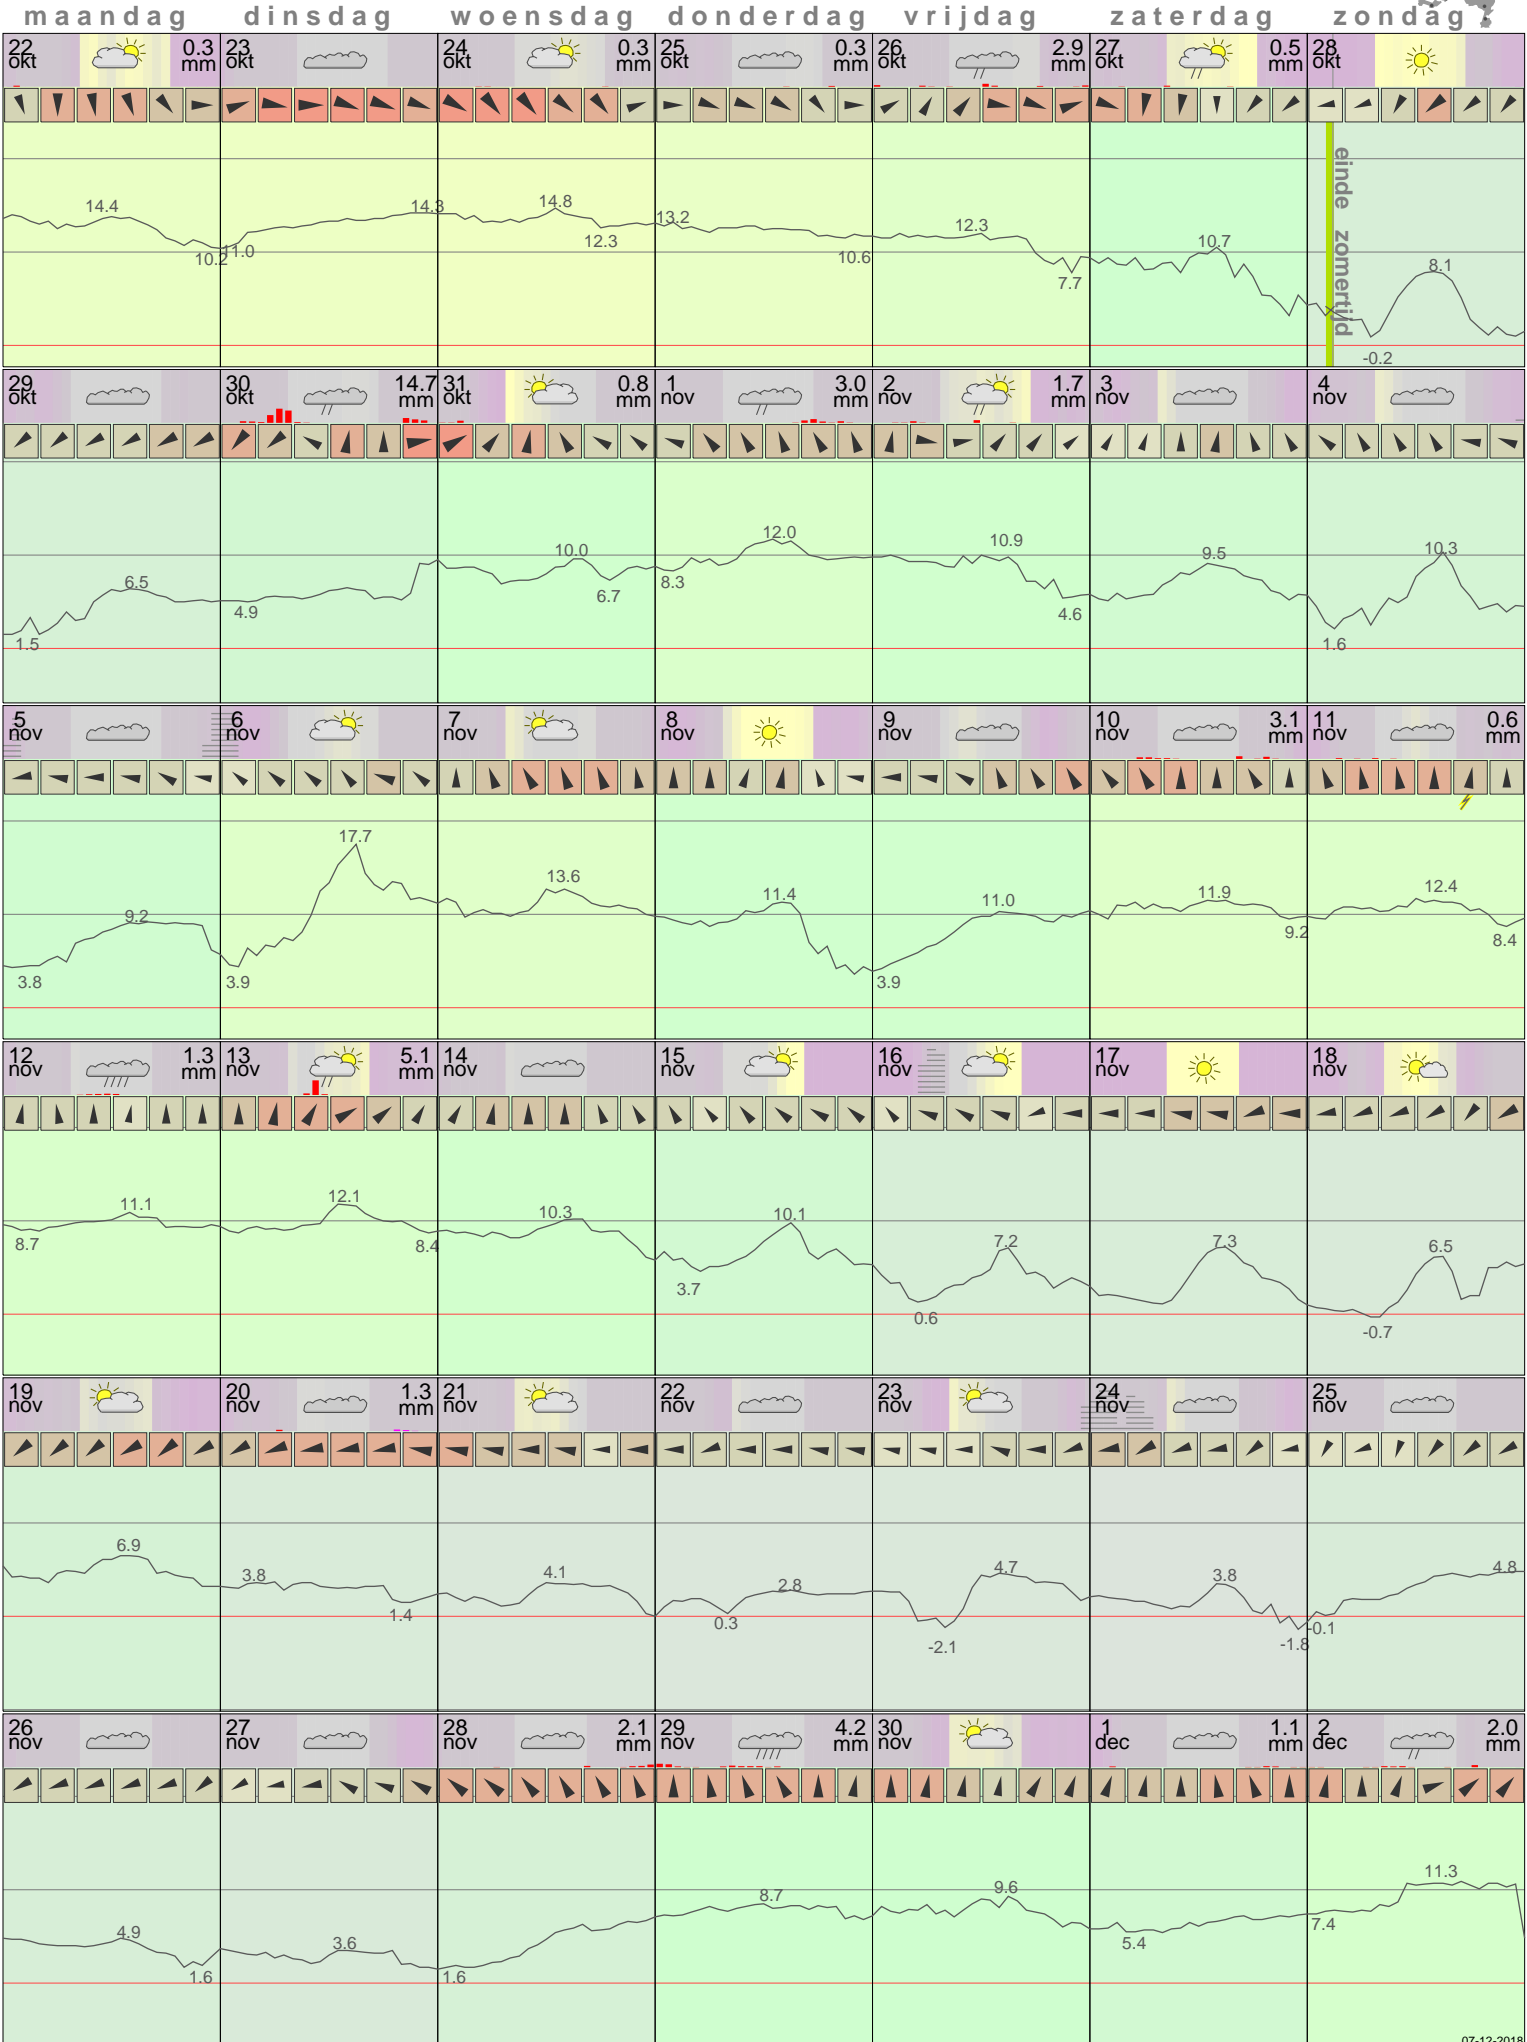 maandag dinsdag woensdag donderdag vrijdag zaterdag zondag
22 0.3 23 24 0.3 25 0.3 26 2.9 27 0.5 28
okt mm okt okt mm okt mm okt mm okt mm okt
einde zomertijd
14.4 14.3 14.8 13.2 12.3 10.7 8.1
10.2 11.0 12.3 10.6 7.7 -0.2
29 30 14.7 31 0.8 1 3.0 2 1.7 3 4
okt okt mm okt mm nov mm nov mm nov nov
6.5 10.0 12.0 10.9 9.5 10.3
1.5 4.9 6.7 8.3 4.6 1.6
5 6 7 8 9 10 3.1 11 0.6
nov nov nov nov nov nov mm nov mm
9.2 17.7 13.6 11.4 11.0 11.9 12.4
3.8 3.9 3.9 9.2 8.4
12 1.3 13 5.1 14 15 16 17 18
nov mm nov mm nov nov nov nov nov
11.1 12.1 10.3 10.1 7.2 7.3 6.5
8.7 8.4 3.7 0.6 -0.7
19 20 1.3 21 22 23 24 25
nov nov mm nov nov nov nov nov
6.9 3.8 4.1 2.8 4.7 3.8 4.8
1.4 0.3 -2.1 -1.8 -0.1
26 27 28 2.1 29 4.2 30 1 1.1 2 2.0
nov nov nov mm nov mm nov dec mm dec mm
4.9 3.6 8.7 9.6 11.3
1.6 1.6 5.4 7.4
07-12-2018